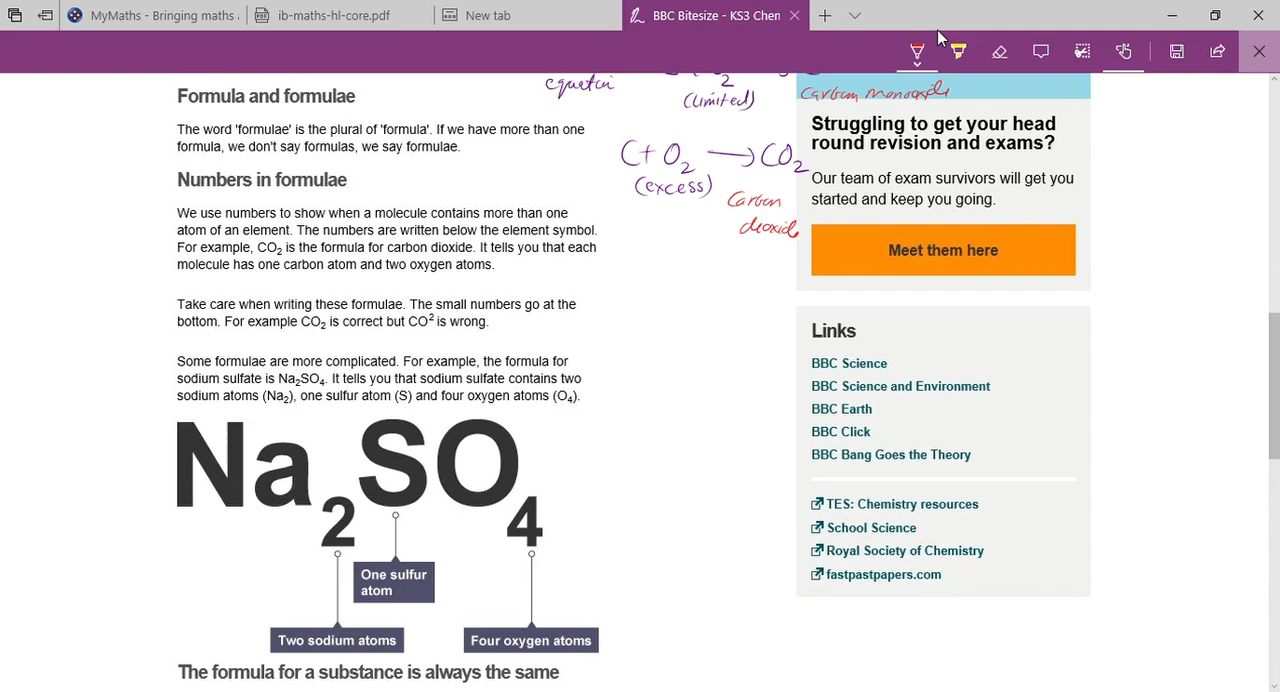 MyMaths - Bringing maths
ib-maths-hl-core.pdf
New tab
BBC Bitesize - KS3 Chem
Formula and formulae
The word 'formulae' is the plural of 'formula'. If we have more than one
formula, we don't say formulas, we say formulae.
Numbers in formulae
We use numbers to show when a molecule contains more than one
atom of an element. The numbers are written below the element symbol.
For example, CO₂ is the formula for carbon dioxide. It tells you that each
molecule has one carbon atom and two oxygen atoms.
Take care when writing these formulae. The small numbers go at the
bottom. For example CO₂ is correct but CO² is wrong.
Some formulae are more complicated. For example, the formula for
sodium sulfate is Na₂SO₄. It tells you that sodium sulfate contains two
sodium atoms (Na₂), one sulfur atom (S) and four oxygen atoms (O₄).
Na₂SO₄
One sulfur
atom
Two sodium atoms
Four oxygen atoms
The formula for a substance is always the same
2
(limited)
Carbon monoxide
C + O₂ → CO₂
(excess)
Carbon
dioxide
Struggling to get your head
round revision and exams?
Our team of exam survivors will get you
started and keep you going.
Meet them here
Links
BBC Science
BBC Science and Environment
BBC Earth
BBC Click
BBC Bang Goes the Theory
TES: Chemistry resources
School Science
Royal Society of Chemistry
fastpastpapers.com